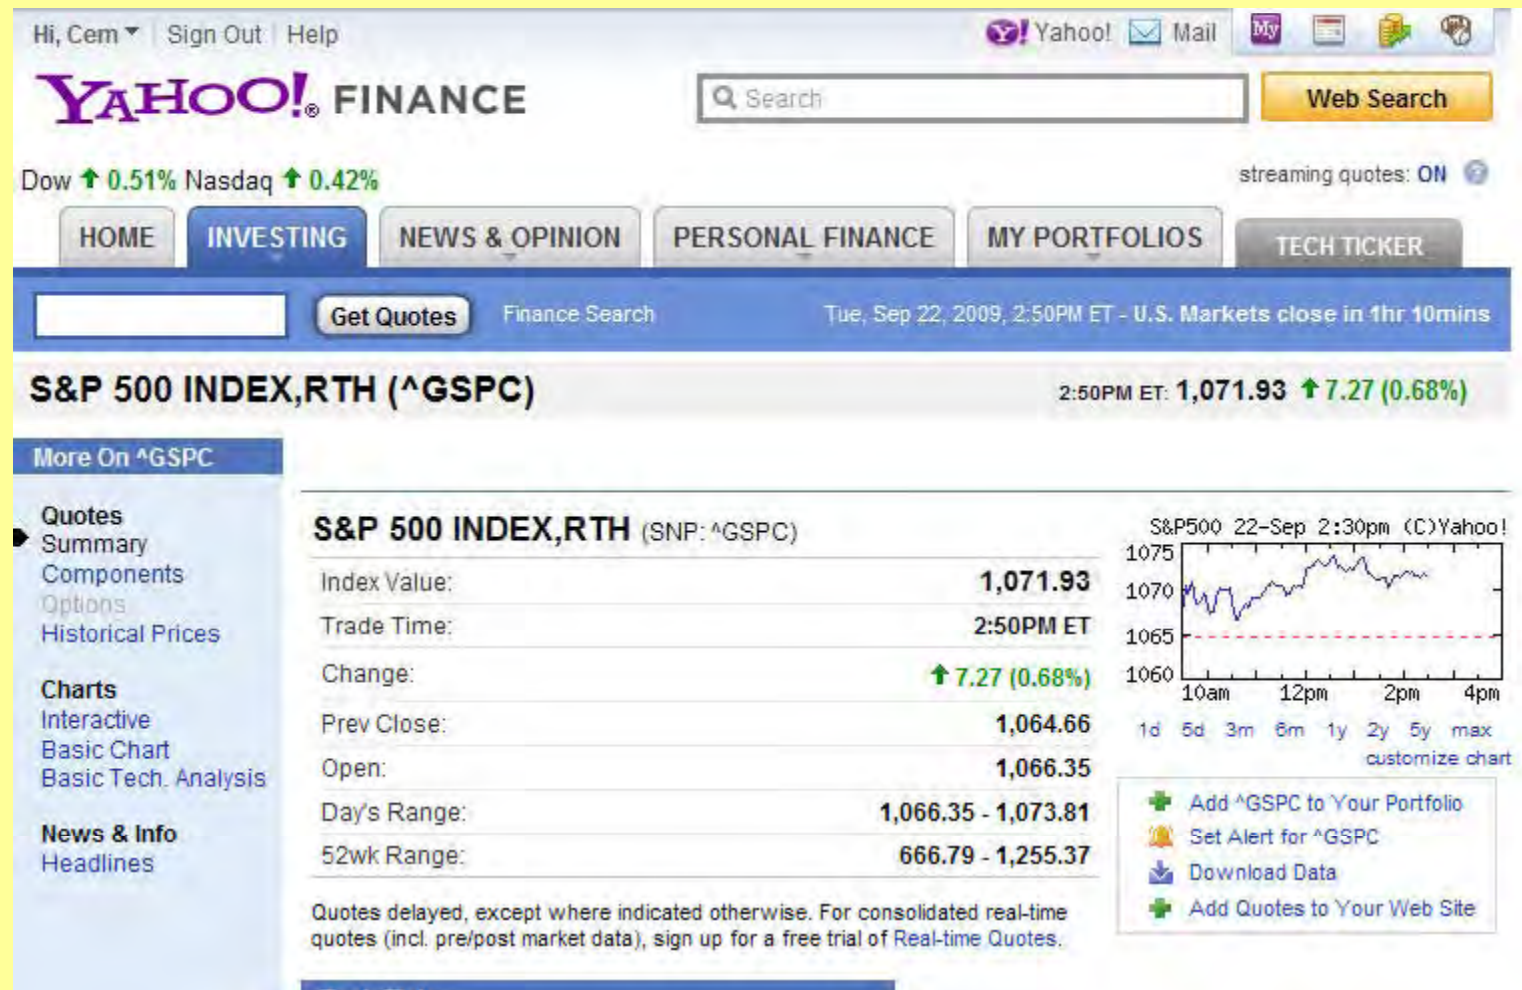 Hi, Cem Sign Out Help Yahoo! Mail My
YAHOO!® FINANCE Search Web Search
Dow 0.51% Nasdaq 0.42% streaming quotes: ON
HOME INVESTING NEWS & OPINION PERSONAL FINANCE MY PORTFOLIOS TECH TICKER
Get Quotes Finance Search Tue, Sep 22, 2009, 2:50PM ET - U.S. Markets close in 1hr 10mins
S&P 500 INDEX,RTH (^GSPC) 2:50PM ET: 1,071.93 7.27 (0.68%)
More On ^GSPC
Quotes
Summary
Components
Options
Historical Prices
Charts
Interactive
Basic Chart
Basic Tech. Analysis
News & Info
Headlines
S&P 500 INDEX,RTH (SNP: ^GSPC)
Index Value: 1,071.93
Trade Time: 2:50PM ET
Change: 7.27 (0.68%)
Prev Close: 1,064.66
Open: 1,066.35
Day's Range: 1,066.35 - 1,073.81
52wk Range: 666.79 - 1,255.37
Quotes delayed, except where indicated otherwise. For consolidated real-time
quotes (incl. pre/post market data), sign up for a free trial of Real-time Quotes.
S&P500 22-Sep 2:30pm (C)Yahoo!
1075
1070
1065
1060
10am 12pm 2pm 4pm
1d 5d 3m 6m 1y 2y 5y max
customize chart
Add ^GSPC to Your Portfolio
Set Alert for ^GSPC
Download Data
Add Quotes to Your Web Site